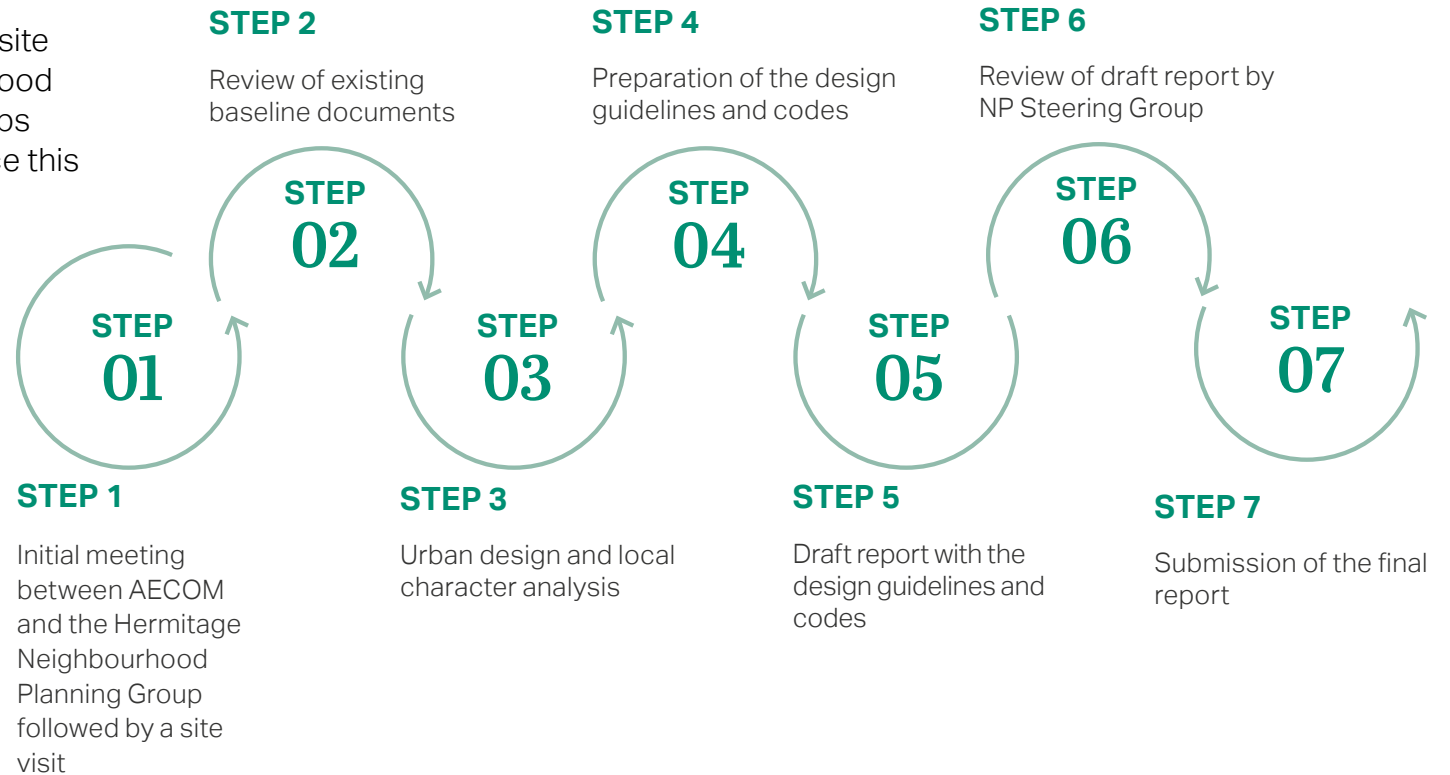 site
ood
ps
e this
STEP 2
Review of existing
baseline documents
STEP 4
Preparation of the design
guidelines and codes
STEP 6
Review of draft report by
NP Steering Group
STEP
01
STEP
02
STEP
03
STEP
04
STEP
05
STEP
06
STEP
07
STEP 1
Initial meeting
between AECOM
and the Hermitage
Neighbourhood
Planning Group
followed by a site
visit
STEP 3
Urban design and local
character analysis
STEP 5
Draft report with the
design guidelines and
codes
STEP 7
Submission of the final
report